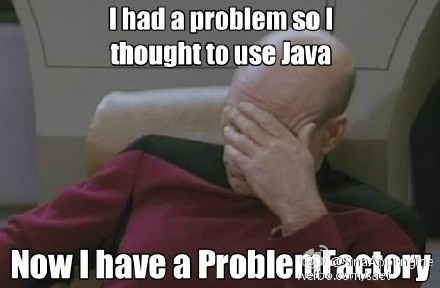 I had a problem so I
thought to use Java
Now I have a ProblemFactory